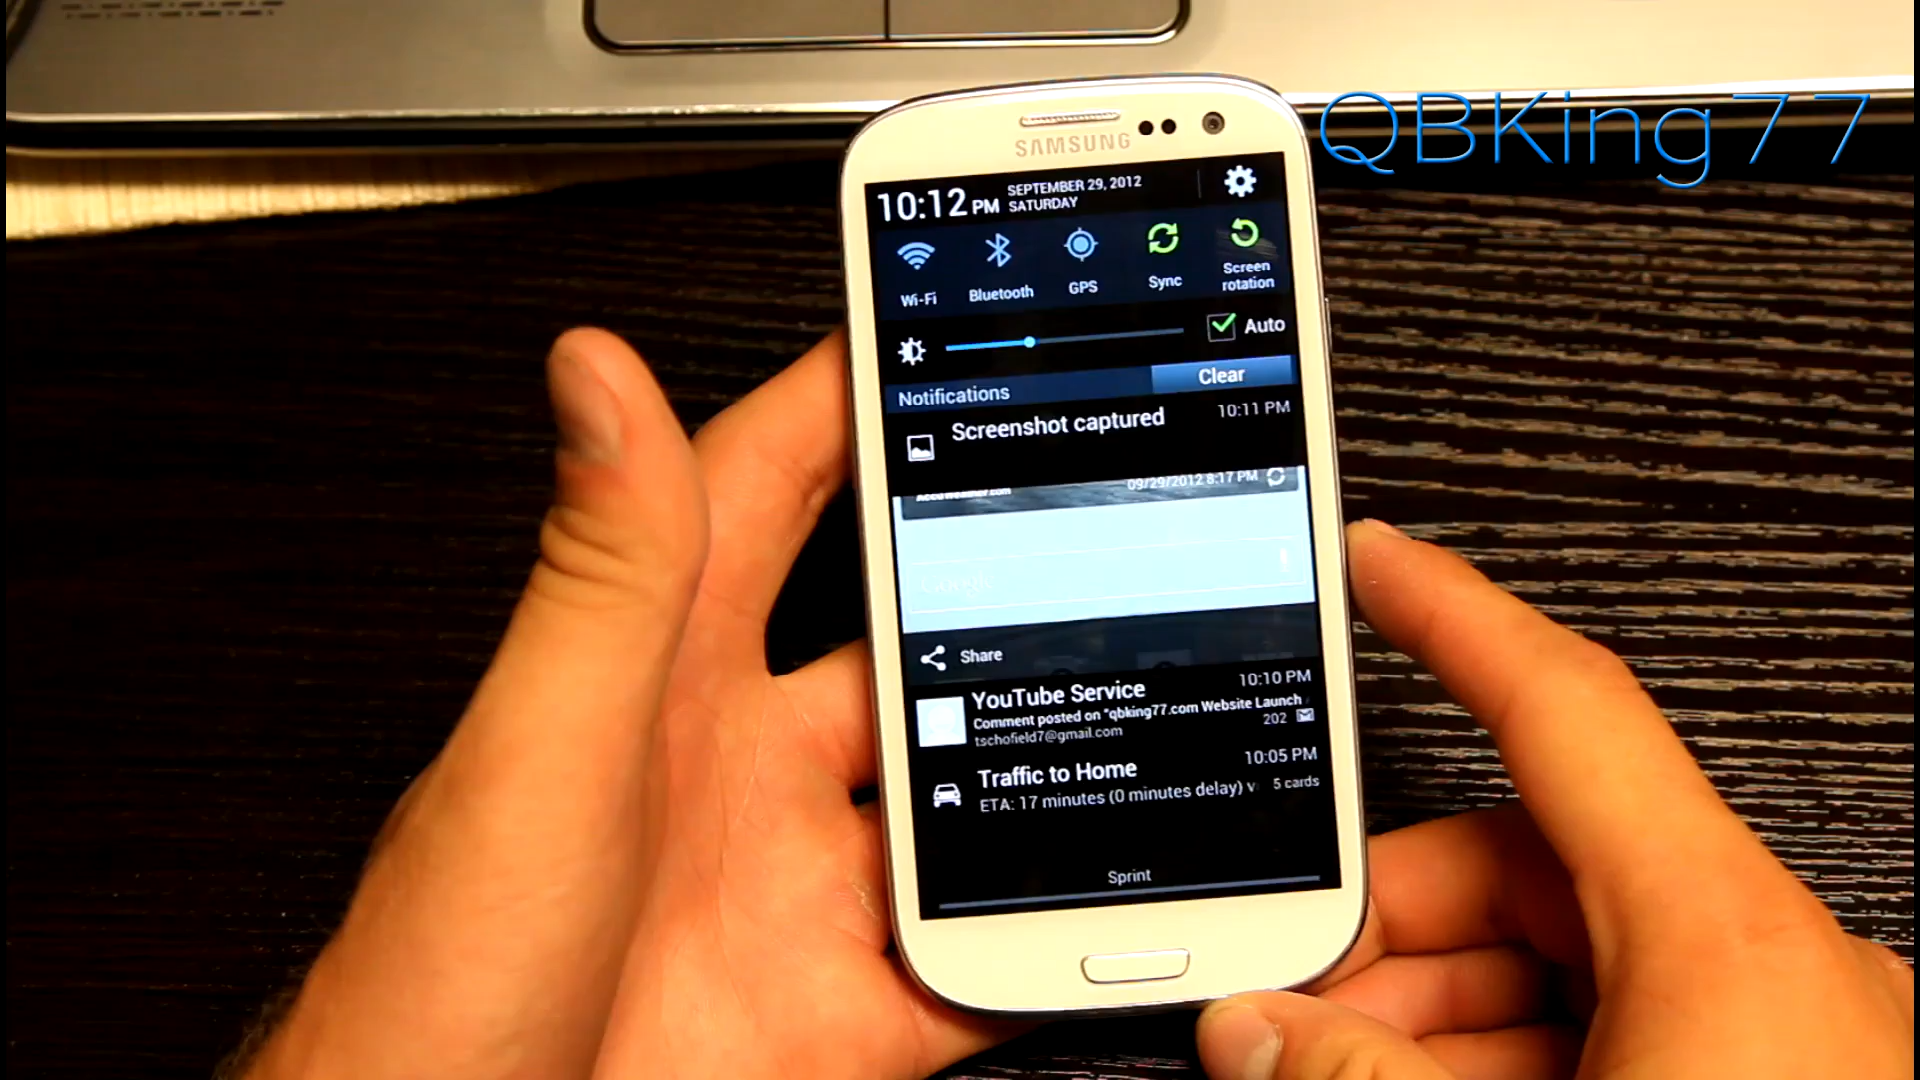 QBKing77
SAMSUNG
10:12 PM SEPTEMBER 29, 2012
SATURDAY
Wi-Fi Bluetooth GPS Sync Screen rotation
Auto
Notifications Clear
Screenshot captured 10:11 PM
AccuWeather.com 09/29/2012 8:17 PM
Google
Share
YouTube Service 10:10 PM
Comment posted on "qbking77.com Website Launch
202
tschofield7@gmail.com
Traffic to Home 10:05 PM
ETA: 17 minutes (0 minutes delay) v 5 cards
Sprint